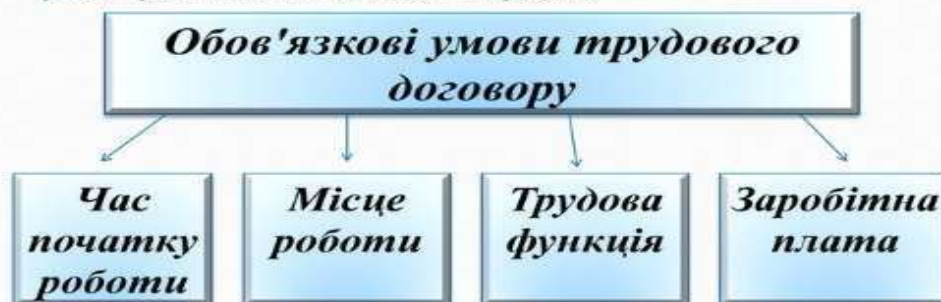 Обов'язкові умови трудового
договору
Час
початку
роботи
Місце
роботи
Трудова
функція
Заробітна
плата